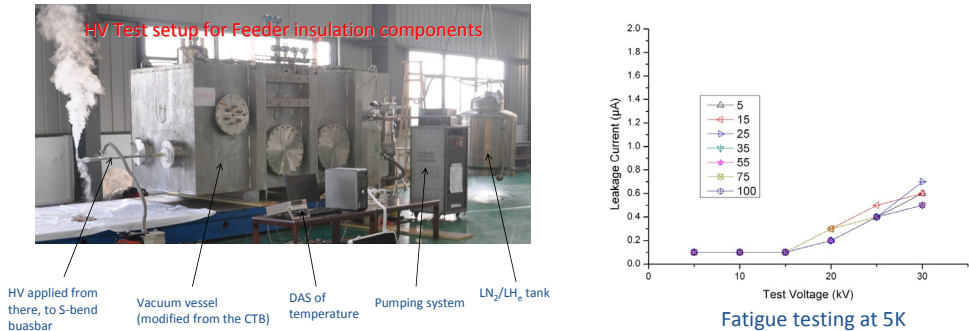 HV Test setup for Feeder insulation components
HV applied from
there, to S-bend
buasbar
Vacuum vessel
(modified from the CTB)
DAS of
temperature
Pumping system
LN2/LHe tank
2.0
1.8
1.6
1.4
1.2
1.0
0.8
0.6
0.4
0.2
0.0
Leakage Current (μA)
5
15
25
35
55
75
100
0
5
10
15
20
25
30
Test Voltage (kV)
Fatigue testing at 5K